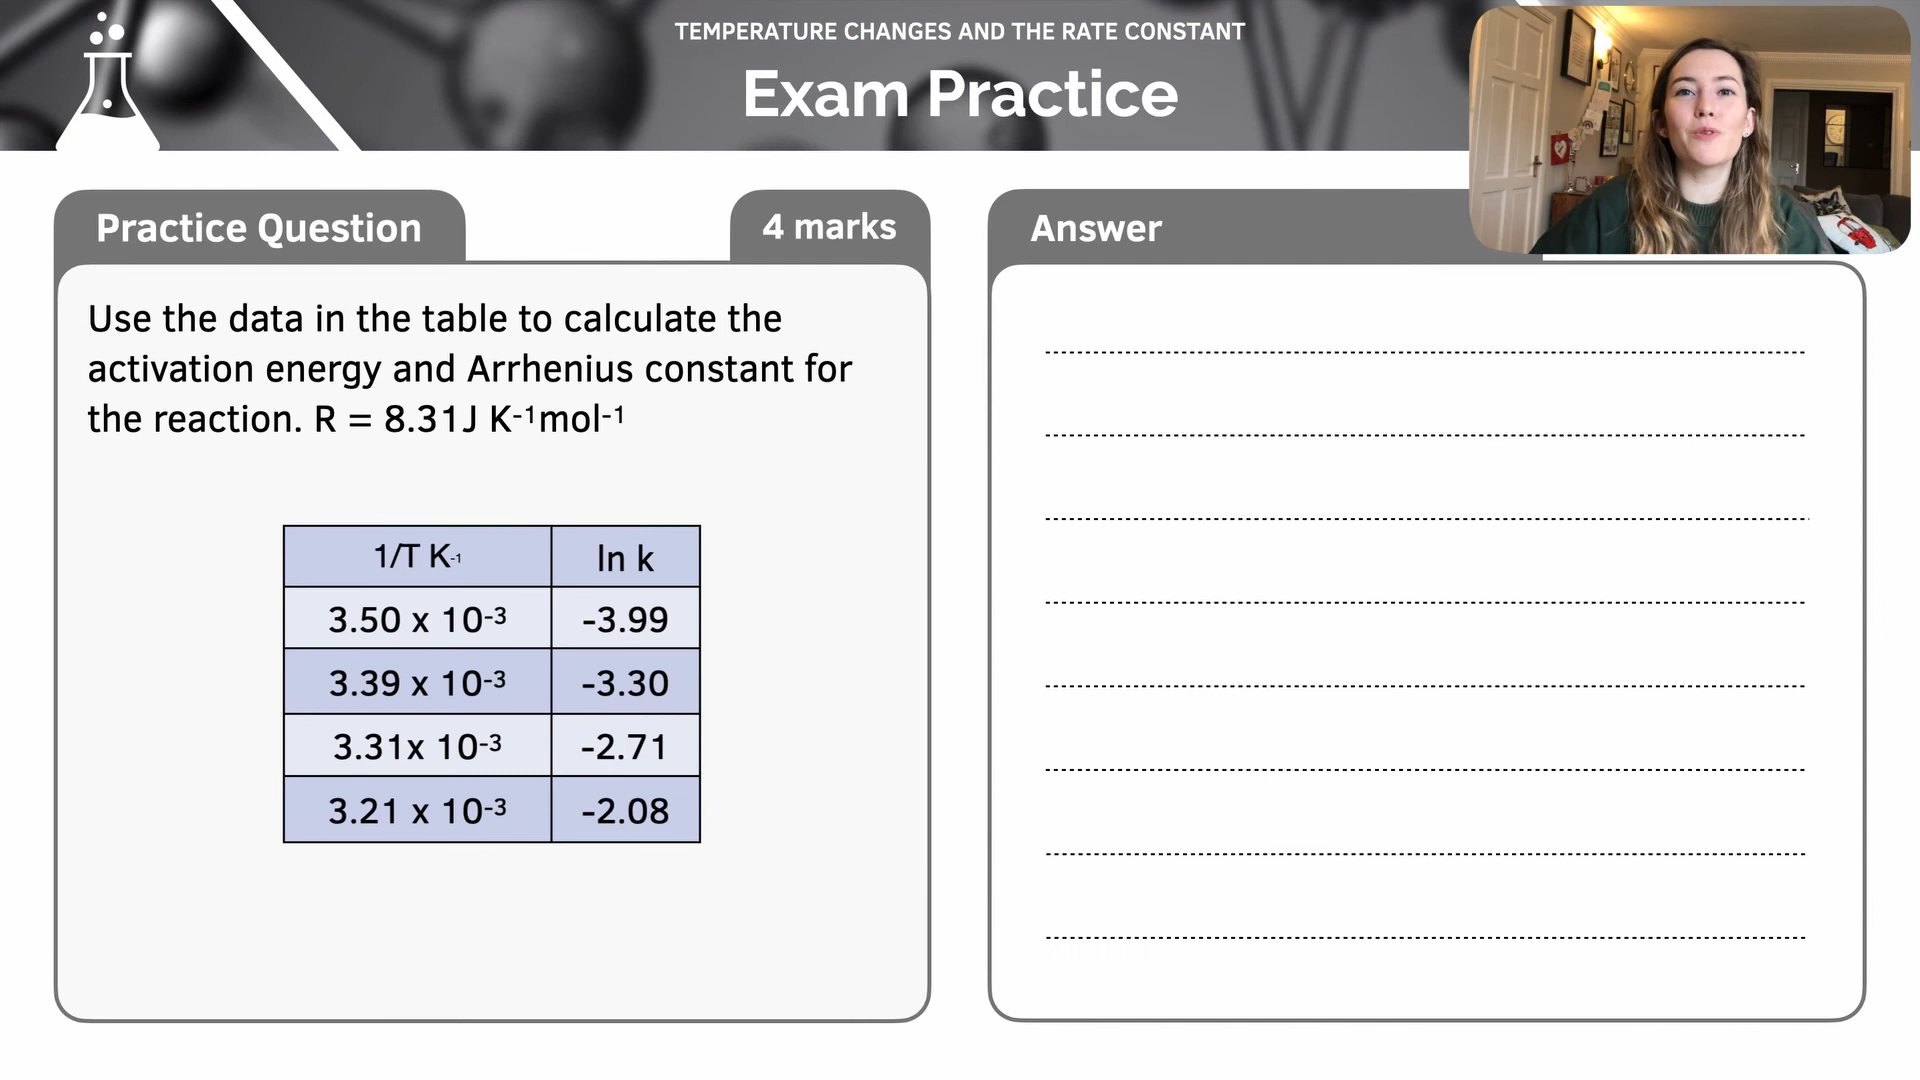 TEMPERATURE CHANGES AND THE RATE CONSTANT
Exam Practice
Practice Question
4 marks
Use the data in the table to calculate the
activation energy and Arrhenius constant for
the reaction. R = 8.31J K⁻¹mol⁻¹
1/T K⁻¹ ln k
3.50 x 10⁻³ -3.99
3.39 x 10⁻³ -3.30
3.31x 10⁻³ -2.71
3.21 x 10⁻³ -2.08
Answer